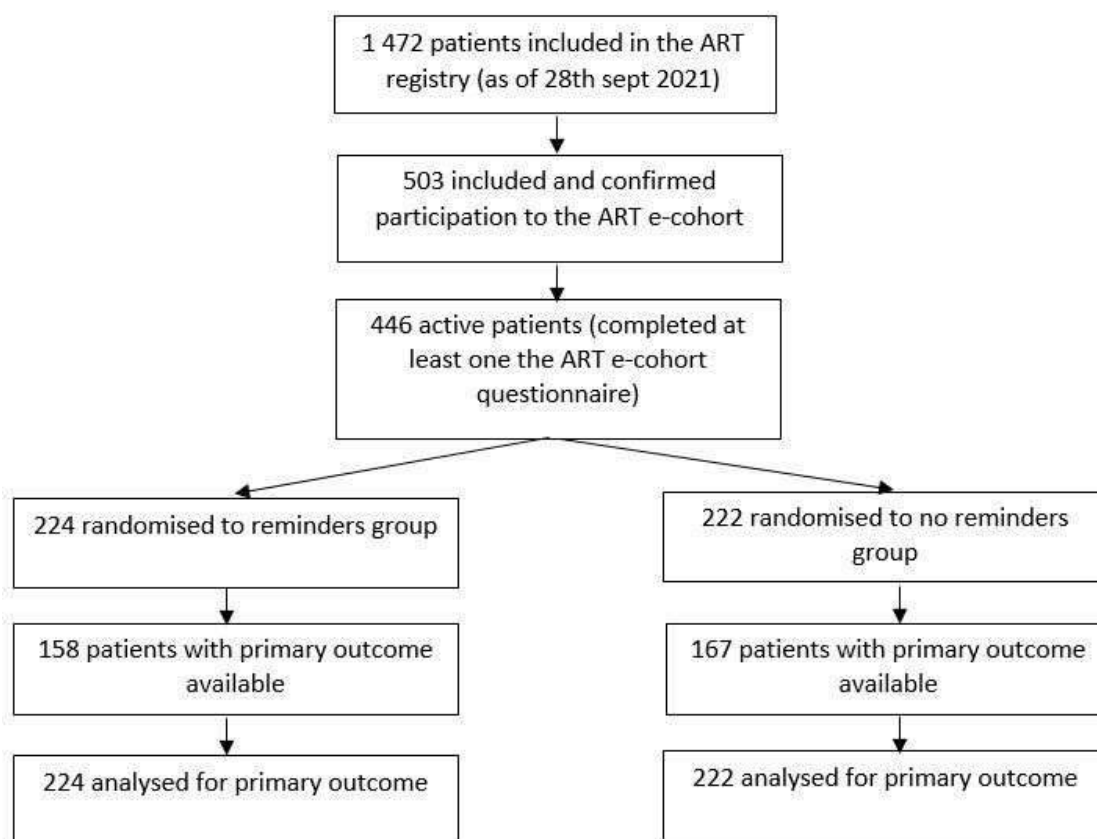 1 472 patients included in the ART
registry (as of 28th sept 2021)
503 included and confirmed
participation to the ART e-cohort
446 active patients (completed at
least one the ART e-cohort
questionnaire)
224 randomised to reminders group
222 randomised to no reminders
group
158 patients with primary outcome
available
167 patients with primary outcome
available
224 analysed for primary outcome
222 analysed for primary outcome